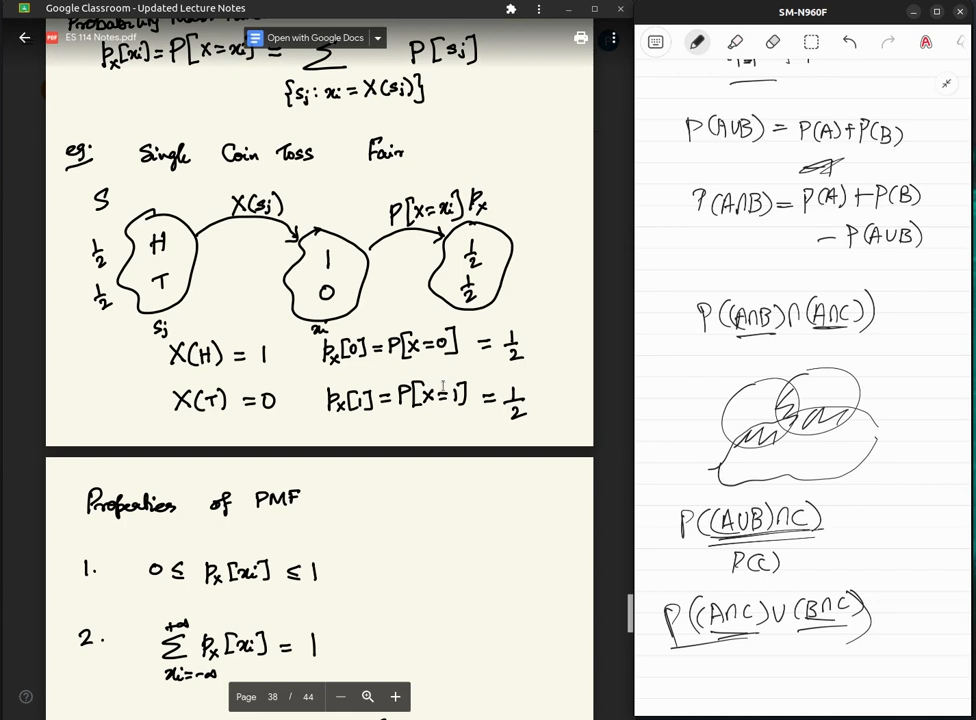 Google Classroom - Updated Lecture Notes
Probability Mass
PDF ES 114 Notes.pdf
Open with Google Docs
px[xi] = P[X=xi] = Σ P[sj]
{sj : xi = X(sj)}
eg: Single Coin Toss Fair
S
X(sj)
P[X=xi] px
1/2 H 1 1/2
1/2 T 0 1/2
sj xi
X(H) = 1 px[0] = P[X=0] = 1/2
X(T) = 0 px[1] = P[X=1] = 1/2
Properties of PMF
1. 0 ≤ px[xi] ≤ 1
2. +∞ Σ xi=-∞ px[xi] = 1
Page 38 / 44
SM-N960F
P(A∪B) = P(A)+P(B)
P(A∩B) = P(A) + P(B)
- P(A∪B)
P((A∩B)∩(A∩C))
P((A∪B)∩C)
P(C)
P((A∩C)∪(B∩C))